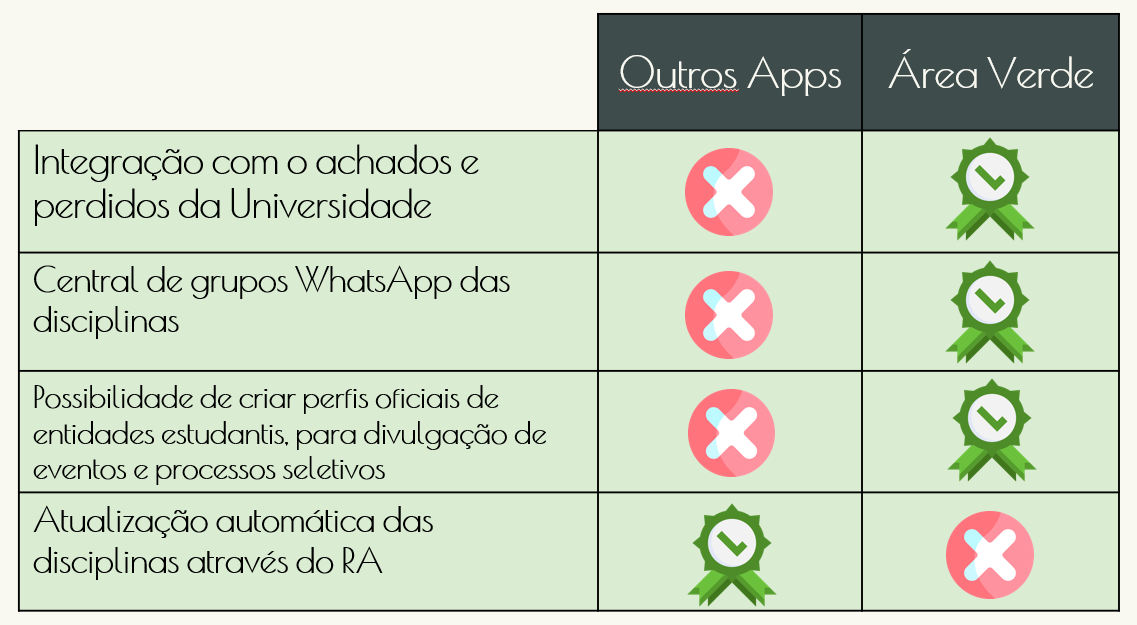 Outros Apps
Área Verde
Integração com o achados e
perdidos da Universidade
Central de grupos WhatsApp das
disciplinas
Possibilidade de criar perfis oficiais de
entidades estudantis, para divulgação de
eventos e processos seletivos
Atualização automática das
disciplinas através do RA